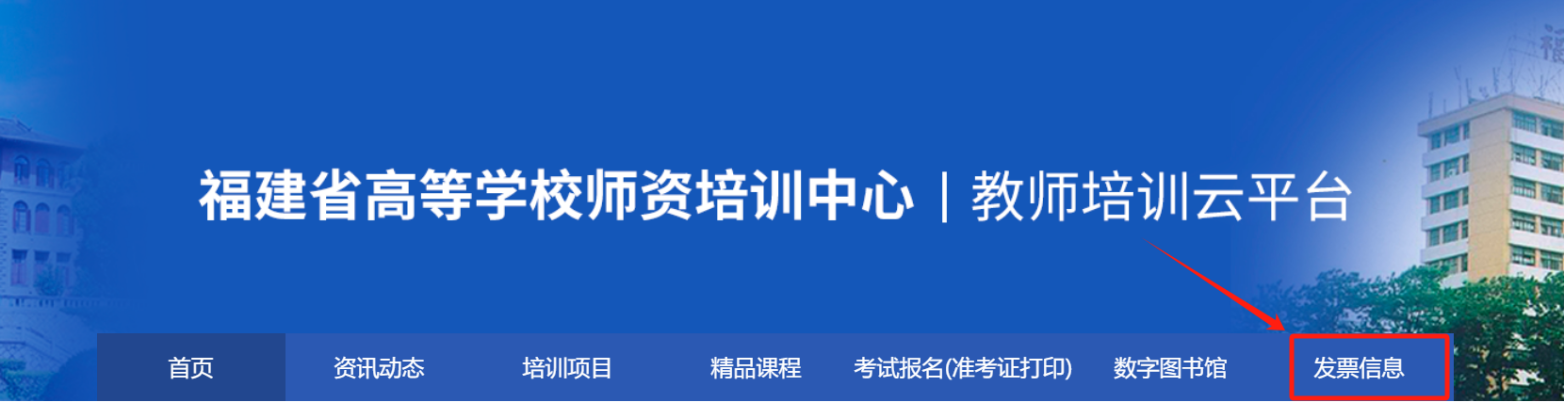 福建省高等学校师资培训中心 | 教师培训云平台
首页 资讯动态 培训项目 精品课程 考试报名(准考证打印) 数字图书馆 发票信息